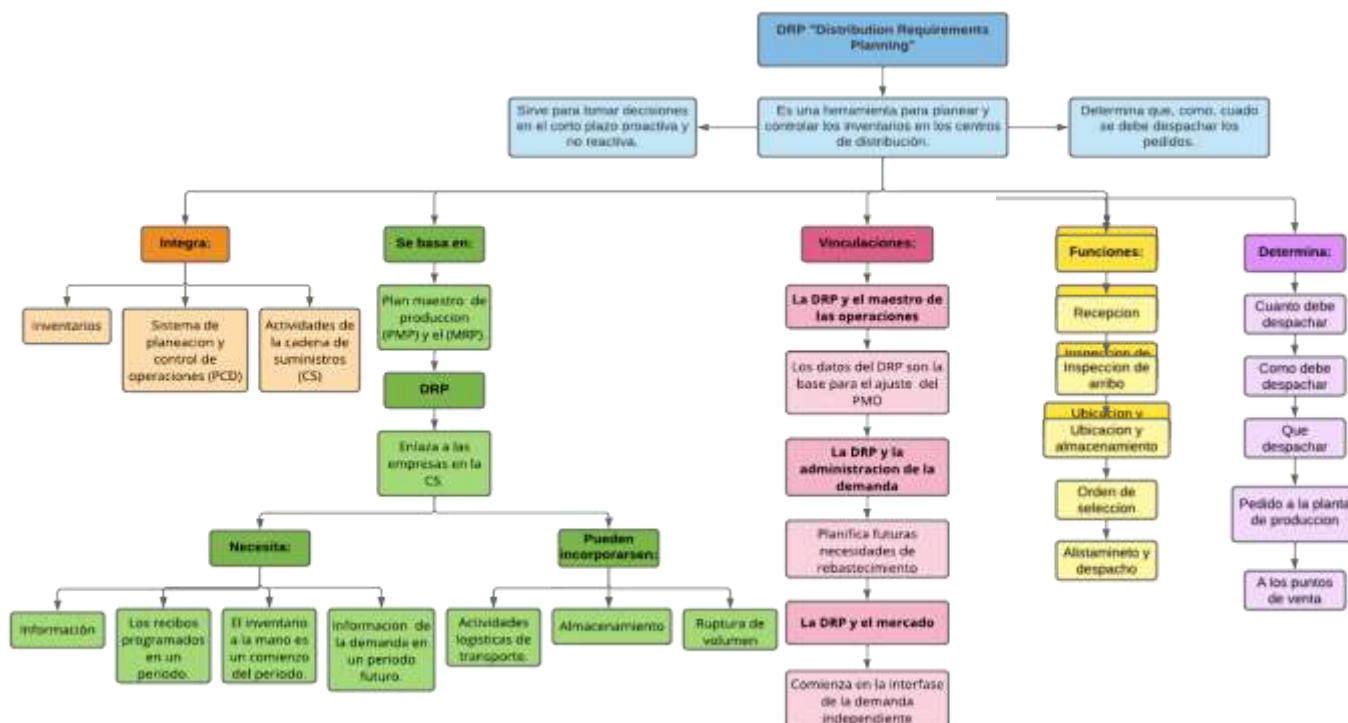 DRP "Distribution Requirements
Planning"
Sirve para tomar decisiones
en el corto plazo proactiva y
no reactiva.
Es una herramienta para planear y
controlar los inventarios en los centros
de distribución.
Determina que, como, cuado
se debe despachar los
pedidos.
Integra:
Se basa en:
Vinculaciones:
Funciones:
Determina:
Inventarios
Sistema de
planeacion y
control de
operaciones (PCD)
Actividades de
la cadena de
suministros (CS)
Plan maestro de
produccion
(PMP) y el (MRP).
DRP
Enlaza a las
empresas en la
CS.
Necesita:
Pueden
incorporarsen:
Información
Los recibos
programados
en un
periodo.
El inventario
a la mano es
un comienzo
del periodo.
Informacion de
la demanda en
un periodo
futuro.
Actividades
logisticas de
transporte.
Almacenamiento
Ruptura de
volumen
La DRP y el maestro de
las operaciones
Los datos del DRP son la
base para el ajuste del
PMO
La DRP y la
administracion de la
demanda
Planifica futuras
necesidades de
rebastecimiento
La DRP y el mercado
Comienza en la interfase
de la demanda
independiente
Recepcion
Inspeccion de
Inspeccion de
arribo
Ubicacion y
Ubicacion y
almacenamiento
Orden de
seleccion
Alistamineto y
despacho
Cuanto debe
despachar
Como debe
despachar
Que
despachar
Pedido a la planta
de produccion
A los puntos
de venta